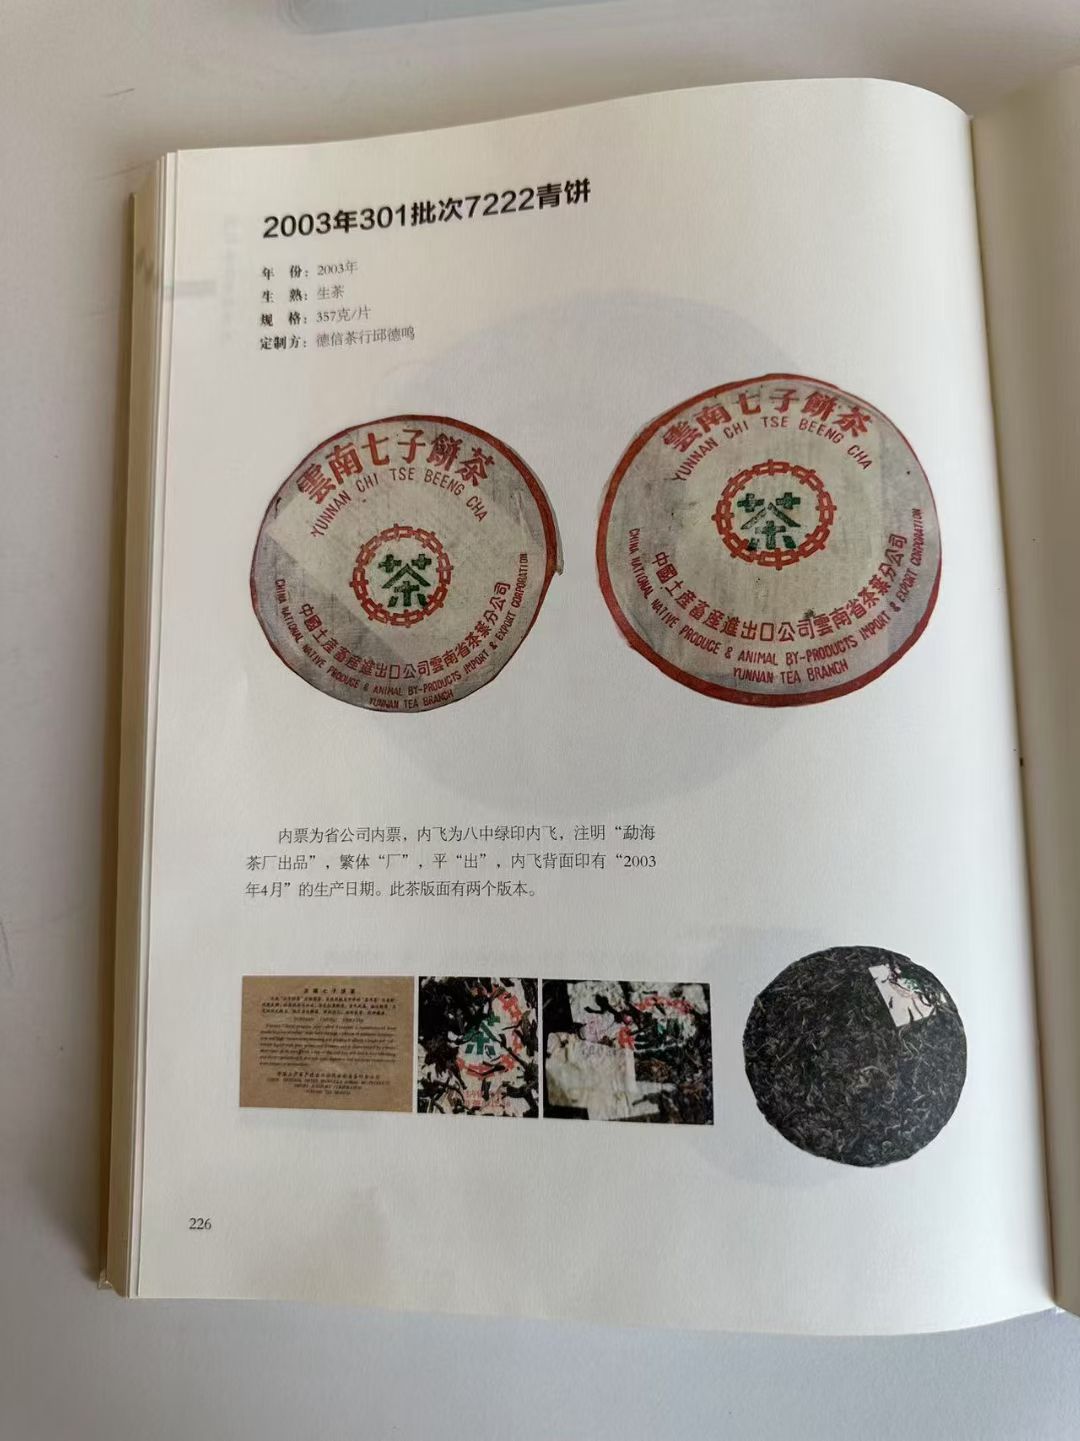 2003年301批次7222青饼
年 份：2003年
生 熟：生茶
规 格：357克/片
定制方：德信茶行邱德鸣
雲南七子餅茶
YUNNAN CHI TSE BEENG CHA
茶
中國土産畜産進出口公司雲南省茶葉分公司
CHINA NATIONAL NATIVE PRODUCE & ANIMAL BY-PRODUCTS IMPORT & EXPORT CORPORATION
YUNNAN TEA BRANCH
雲南七子餅茶
YUNNAN CHI TSE BEENG CHA
茶
中國土産畜産進出口公司雲南省茶葉分公司
CHINA NATIONAL NATIVE PRODUCE & ANIMAL BY-PRODUCTS IMPORT & EXPORT CORPORATION
YUNNAN TEA BRANCH
内票为省公司内票，内飞为八中绿印内飞，注明“勐海
茶厂出品”，繁体“厂”，平“出”，内飞背面印有“2003
年4月”的生产日期。此茶版面有两个版本。
茶
226